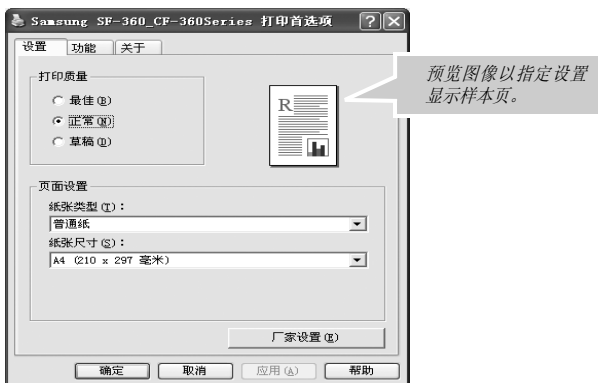 Samsung SF-360_CF-360Series 打印首选项
设置 功能 关于
打印质量
最佳(B)
正常(N)
草稿(D)
R
预览图像以指定设置
显示样本页。
页面设置
纸张类型(T):
普通纸
纸张尺寸(S):
A4 (210 x 297 毫米)
厂家设置(E)
确定 取消 应用(A) 帮助